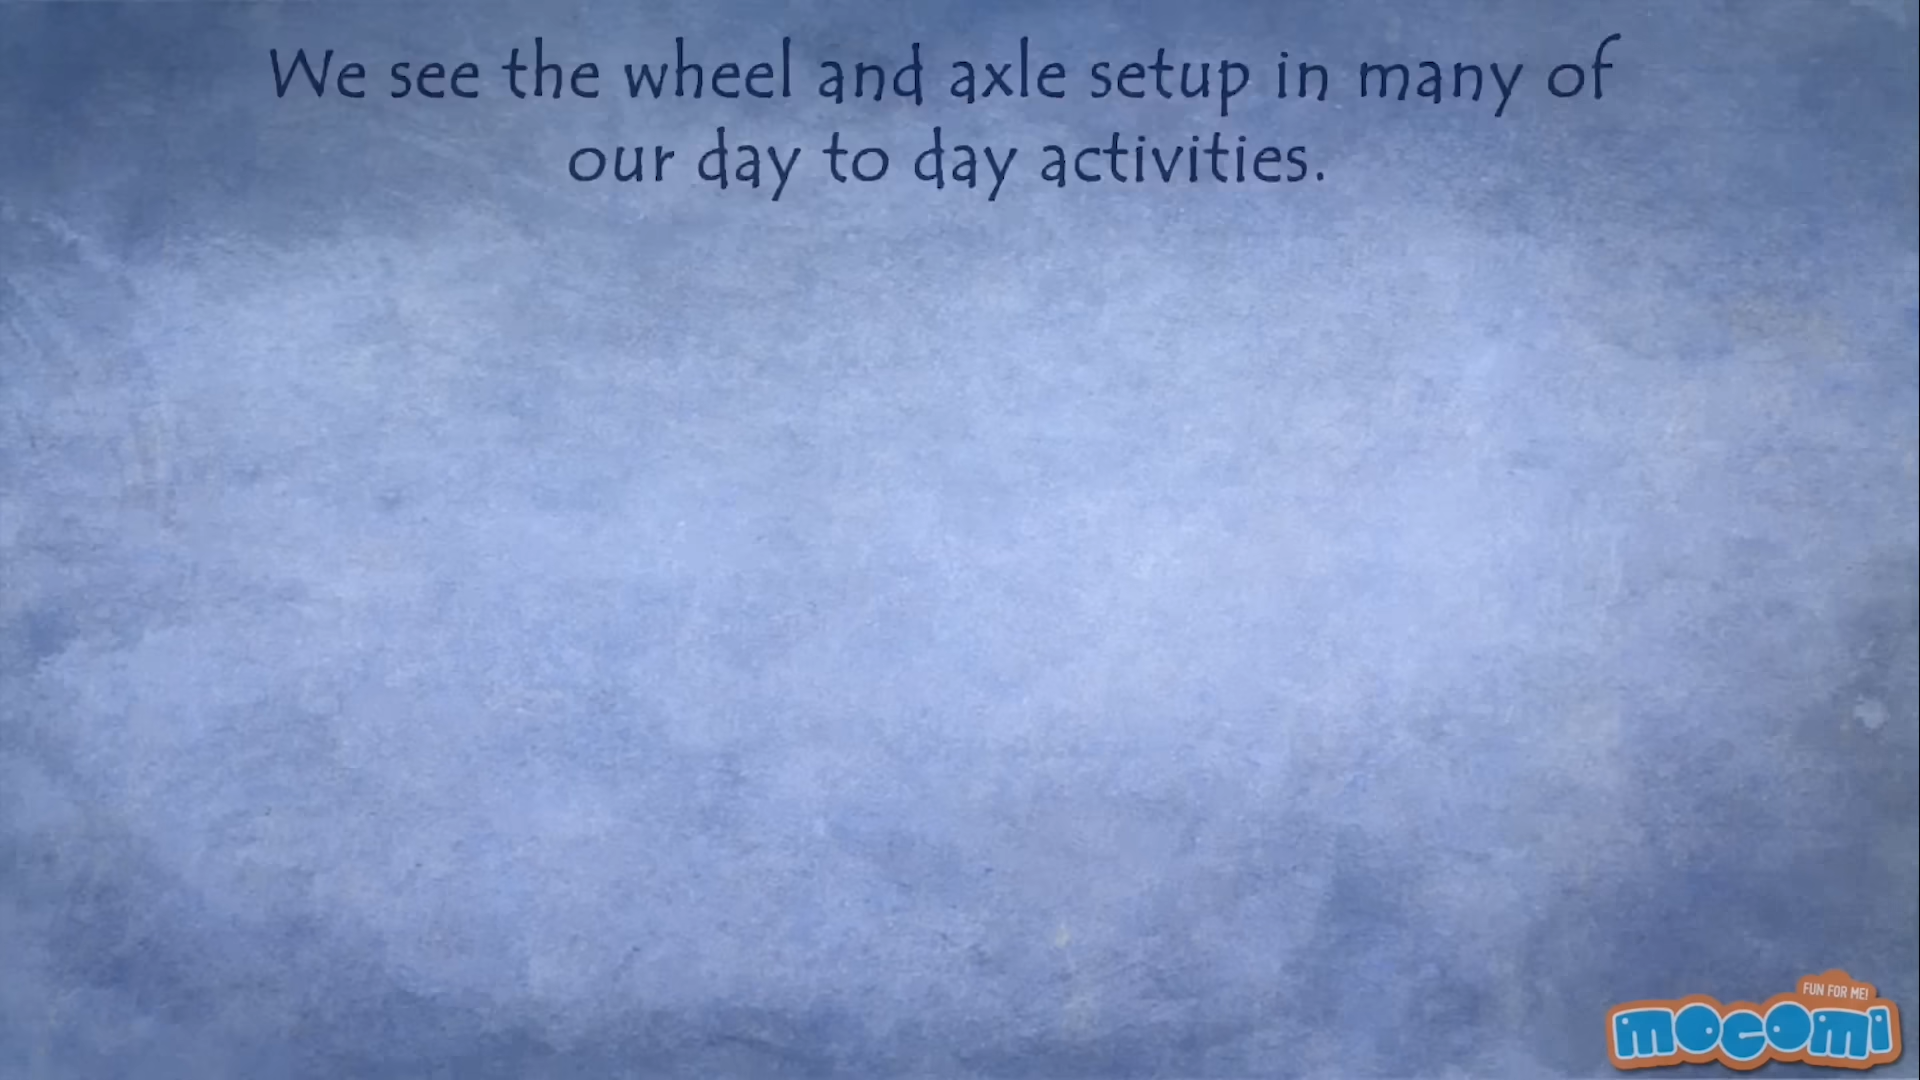 We see the wheel and axle setup in many of
our day to day activities.
FUN FOR ME!
mocomi